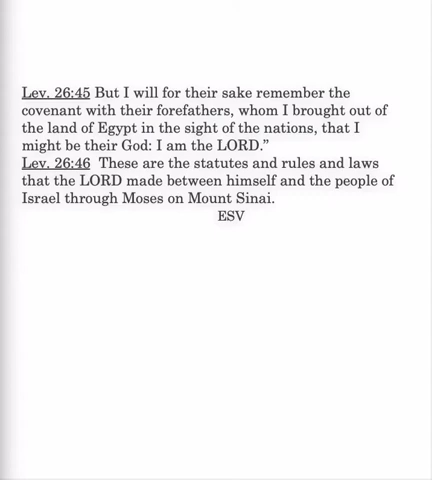 Lev. 26:45 But I will for their sake remember the
covenant with their forefathers, whom I brought out of
the land of Egypt in the sight of the nations, that I
might be their God: I am the LORD.”
Lev. 26:46  These are the statutes and rules and laws
that the LORD made between himself and the people of
Israel through Moses on Mount Sinai.
ESV